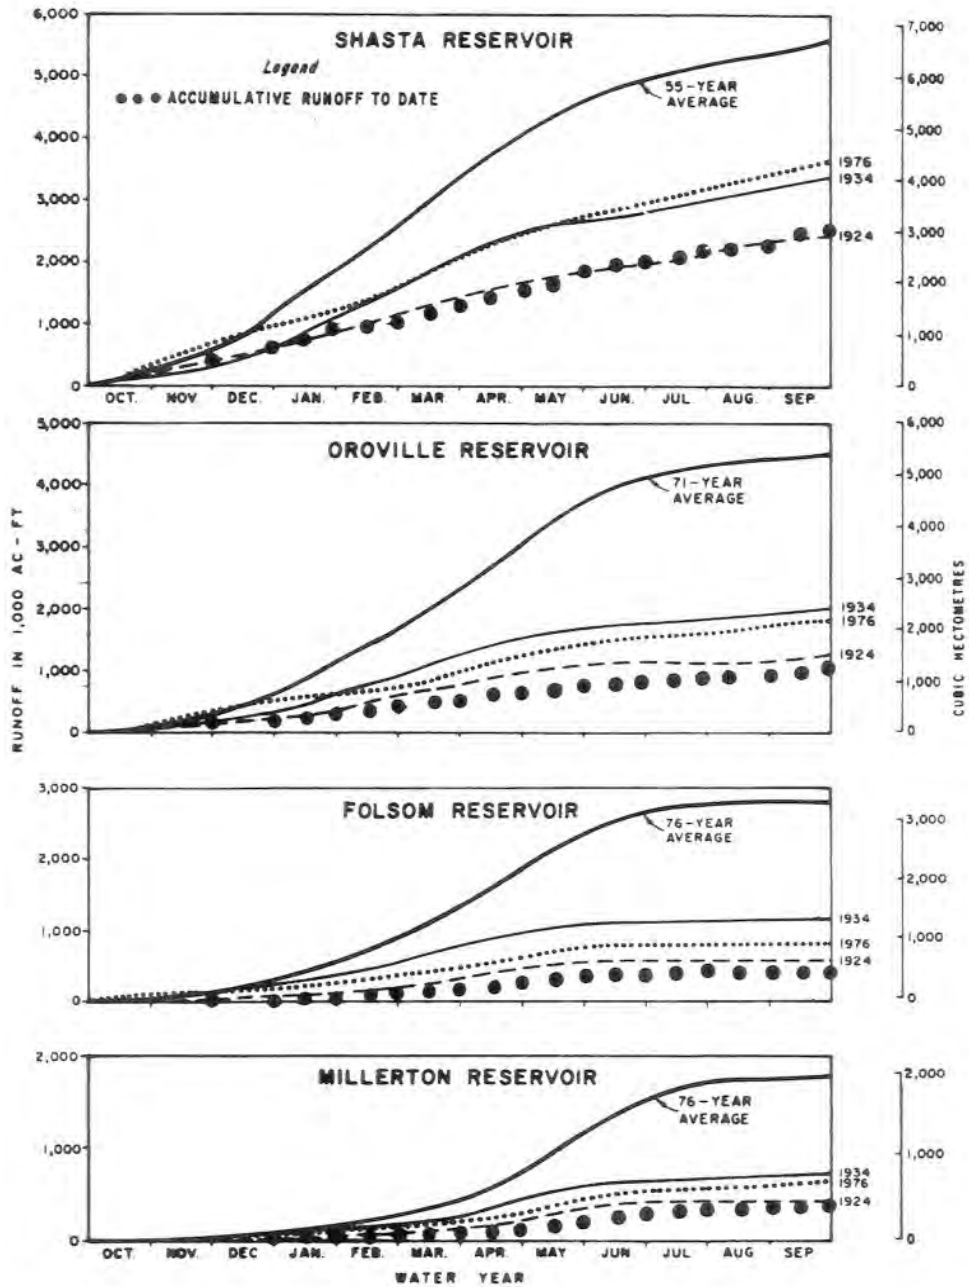 SHASTA RESERVOIR
Legend
●●● ACCUMULATIVE RUNOFF TO DATE
6,000
5,000
4,000
3,000
2,000
1,000
0
55-YEAR
AVERAGE
1976
1934
1924
7,000
6,000
5,000
4,000
3,000
2,000
1,000
0
OCT. NOV. DEC. JAN. FEB. MAR. APR. MAY JUN. JUL AUG. SEP.
OROVILLE RESERVOIR
5,000
4,000
3,000
2,000
1,000
0
71-YEAR
AVERAGE
1934
1976
1924
6,000
5,000
4,000
3,000
2,000
1,000
0
RUNOFF IN 1,000 AC-FT
CUBIC HECTOMETRES
FOLSOM RESERVOIR
3,000
2,000
1,000
0
76-YEAR
AVERAGE
1934
1976
1924
3,000
2,000
1,000
0
MILLERTON RESERVOIR
2,000
1,000
0
76-YEAR
AVERAGE
1934
1976
1924
2,000
1,000
0
OCT. NOV. DEC JAN. FEB. MAR. APR. MAY JUN. JUL AUG SEP.
WATER YEAR